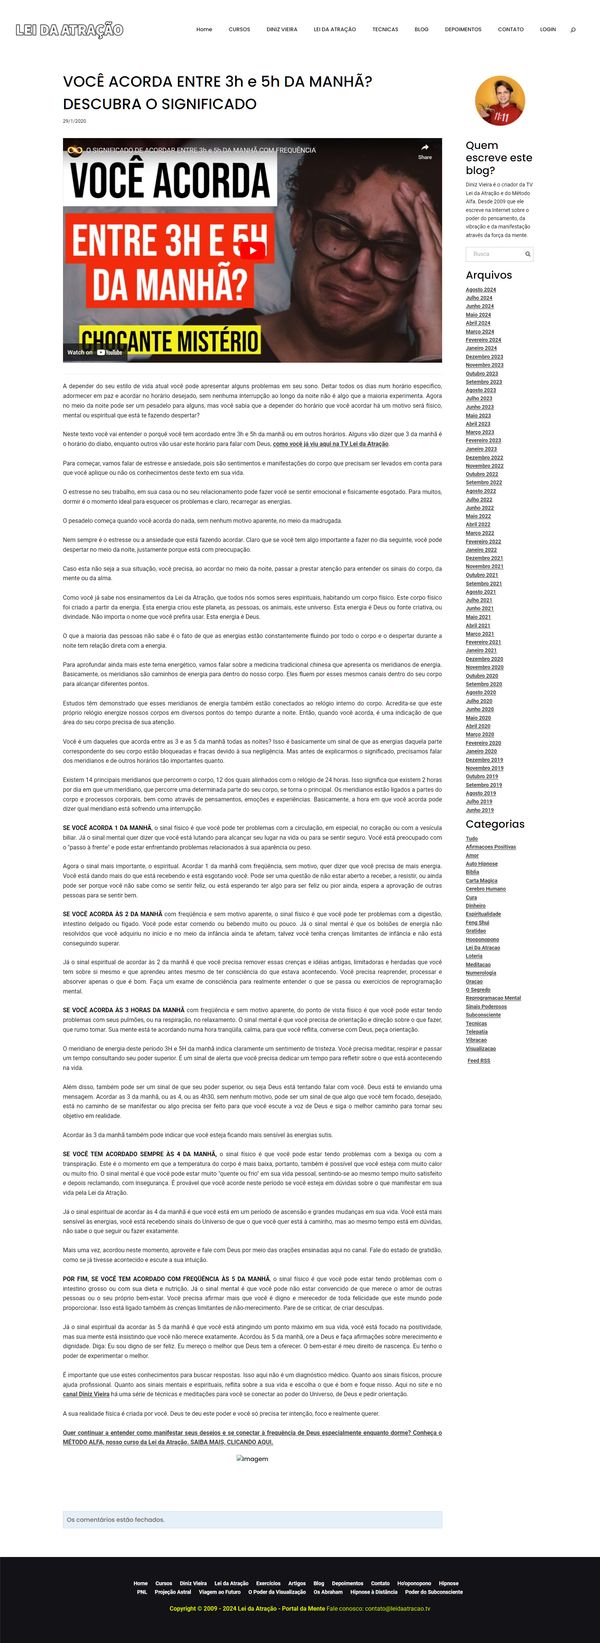 LEI DA ATRAÇÃO
Home CURSOS DINIZ VIEIRA LEI DA ATRAÇÃO TECNICAS BLOG DEPOIMENTOS CONTATO LOGIN
VOCÊ ACORDA ENTRE 3h e 5h DA MANHÃ?
DESCUBRA O SIGNIFICADO
29/1/2020
O SIGNIFICADO DE ACORDAR ENTRE 3h e 5h DA MANHÃ COM FREQUÊNCIA
Share
VOCÊ ACORDA
ENTRE 3H E 5H
DA MANHÃ?
CHOCANTE MISTÉRIO
Watch on YouTube
A depender do seu estilo de vida atual você pode apresentar alguns problemas em seu sono. Deitar todos os dias num horário especifico,
adormecer em paz e acordar no horário desejado, sem nenhuma interrupção ao longo da noite não é algo que a maioria experimenta. Agora
no meio da noite pode ser um pesadelo para alguns, mas você sabia que a depender do horário que você acordar há um motivo será físico,
mental ou espiritual que está te fazendo despertar?
Neste texto você vai entender o porquê você tem acordado entre 3h e 5h da manhã ou em outros horários. Alguns vão dizer que 3 da manhã é
o horário do diabo, enquanto outros vão usar este horário para falar com Deus, como você já viu aqui na TV Lei da Atração.
Para começar, vamos falar de estresse e ansiedade, pois são sentimentos e manifestações do corpo que precisam ser levados em conta para
que você aplique ou não os conhecimentos deste texto em sua vida.
O estresse no seu trabalho, em sua casa ou no seu relacionamento pode fazer você se sentir emocional e fisicamente esgotado. Para muitos,
dormir é o momento ideal para esquecer os problemas e claro, recarregar as energias.
O pesadelo começa quando você acorda do nada, sem nenhum motivo aparente, no meio da madrugada.
Nem sempre é o estresse ou a ansiedade que está fazendo acordar. Claro que se você tem algo importante a fazer no dia seguinte, você pode
despertar no meio da noite, justamente porque está com preocupação.
Caso esta não seja a sua situação, você precisa, ao acordar no meio da noite, passar a prestar atenção para entender os sinais do corpo, da
mente ou da alma.
Como você já sabe nos ensinamentos da Lei da Atração, que todos nós somos seres espirituais, habitando um corpo físico. Este corpo físico
foi criado a partir da energia. Esta energia criou este planeta, as pessoas, os animais, este universo. Esta energia é Deus ou fonte criativa, ou
divindade. Não importa o nome que você prefira usar. Esta energia é Deus.
O que a maioria das pessoas não sabe é o fato de que as energias estão constantemente fluindo por todo o corpo e o despertar durante a
noite tem relação direta com a energia.
Para aprofundar ainda mais este tema energético, vamos falar sobre a medicina tradicional chinesa que apresenta os meridianos de energia.
Basicamente, os meridianos são caminhos de energia para dentro do nosso corpo. Eles fluem por esses mesmos canais dentro do seu corpo
para alcançar diferentes pontos.
Estudos têm demonstrado que esses meridianos de energia também estão conectados ao relógio interno do corpo. Acredita-se que este
próprio relógio energize nossos corpos em diversos pontos do tempo durante a noite. Então, quando você acorda, é uma indicação de que
área do seu corpo precisa de sua atenção.
Você é um daqueles que acorda entre as 3 e as 5 da manhã todas as noites? Isso é basicamente um sinal de que as energias daquela parte
correspondente do seu corpo estão bloqueadas e fracas devido à sua negligência. Mas antes de explicarmos o significado, precisamos falar
dos meridianos e de outros horários tão importantes quanto.
Existem 14 principais meridianos que percorrem o corpo, 12 dos quais alinhados com o relógio de 24 horas. Isso significa que existem 2 horas
por dia em que um meridiano, que percorre uma determinada parte do seu corpo, se torna o principal. Os meridianos estão ligados a partes do
corpo e processos corporais, bem como através de pensamentos, emoções e experiências. Basicamente, a hora em que você acorda pode
dizer qual meridiano está sofrendo uma interrupção.
SE VOCÊ ACORDA 1 DA MANHÃ, o sinal físico é que você pode ter problemas com a circulação, em especial, no coração ou com a vesícula
biliar. Já o sinal mental quer dizer que você está lutando para alcançar seu lugar na vida ou para se sentir seguro. Você está preocupado com
o "passo à frente" e pode estar enfrentando problemas relacionados à sua aparência ou peso.
Agora o sinal mais importante, o espiritual. Acordar 1 da manhã com freqüência, sem motivo, quer dizer que você precisa de mais energia.
Você está dando mais do que está recebendo e está esgotando você. Pode ser uma questão de não estar aberto a receber, a resistir, ou ainda
pode ser porque você não sabe como se sentir feliz, ou está esperando ter algo para ser feliz ou pior ainda, espera a aprovação de outras
pessoas para se sentir bem.
SE VOCÊ ACORDA ÀS 2 DA MANHÃ com freqüência e sem motivo aparente, o sinal físico é que você pode ter problemas com a digestão,
intestino delgado ou fígado. Você pode estar comendo ou bebendo muito ou pouco. Já o sinal mental é que os bolsões de energia não
resolvidos que você adquiriu no início e no meio da infância ainda te afetam, talvez você tenha crenças limitantes de infância e não está
conseguindo superar.
Já o sinal espiritual de acordar às 2 da manhã é que você precisa remover essas crenças e idéias antigas, limitadoras e herdadas que você
tem sobre si mesmo e que aprendeu antes mesmo de ter consciência do que estava acontecendo. Você precisa reaprender, processar e
absorver apenas o que é bom. Faça um exame de consciência para realmente entender o que se passa ou exercícios de reprogramação
mental.
SE VOCÊ ACORDA ÀS 3 HORAS DA MANHÃ com freqüência e sem motivo aparente, do ponto de vista físico é que você pode estar tendo
problemas com seus pulmões, ou na respiração, no relaxamento. O sinal mental é que você precisa de orientação e direção sobre o que fazer,
que rumo tomar. Sua mente está te acordando numa hora tranqüila, calma, para que você reflita, converse com Deus, peça orientação.
O meridiano de energia deste período 3H e 5H da manhã indica claramente um sentimento de tristeza. Você precisa meditar, respirar e passar
um tempo consultando seu poder superior. É um sinal de alerta que você precisa dedicar um tempo para refletir sobre o que está acontecendo
na vida.
Além disso, também pode ser um sinal de que seu poder superior, ou seja Deus está tentando falar com você. Deus está te enviando uma
mensagem. Acordar as 3 da manhã, ou as 4, ou as 4h30, sem nenhum motivo, pode ser um sinal de que algo que você tem focado, desejado,
está no caminho de se manifestar ou algo precisa ser feito para que você escute a voz de Deus e siga o melhor caminho para tornar seu
objetivo em realidade.
Acordar às 3 da manhã também pode indicar que você esteja ficando mais sensível às energias sutis.
SE VOCÊ TEM ACORDADO SEMPRE ÀS 4 DA MANHÃ, o sinal físico é que você pode estar tendo problemas com a bexiga ou com a
transpiração. Este é o momento em que a temperatura do corpo é mais baixa, portanto, também é possível que você esteja com muito calor
ou muito frio. O sinal mental é que você pode estar muito "quente ou frio" em sua vida pessoal, sentindo-se ao mesmo tempo muito satisfeito
e depois reclamando, com insegurança. É provável que você acorde neste período se você esteja em dúvidas sobre o que manifestar em sua
vida pela Lei da Atração.
Já o sinal espiritual de acordar às 4 da manhã é que você está em um período de ascensão e grandes mudanças em sua vida. Você está mais
sensível às energias, você está recebendo sinais do Universo de que o que você quer está à caminho, mas ao mesmo tempo está em dúvidas,
não sabe o que seguir ou fazer exatamente.
Mais uma vez, acordou neste momento, aproveite e fale com Deus por meio das orações ensinadas aqui no canal. Fale do estado de gratidão,
como se já tivesse acontecido e escute a sua intuição.
POR FIM, SE VOCÊ TEM ACORDADO COM FREQÜÊNCIA ÀS 5 DA MANHÃ, o sinal físico é que você pode estar tendo problemas com o
intestino grosso ou com sua dieta e nutrição. Já o sinal mental é que você pode não estar convencido de que merece o amor de outras
pessoas ou o seu próprio bem-estar. Você precisa afirmar mais que você é digno e merecedor de toda felicidade que este mundo pode
proporcionar. Isso está ligado também às crenças limitantes de não-merecimento. Pare de se criticar, de criar desculpas.
Já o sinal espiritual da acordar às 5 da manhã é que você está atingindo um ponto máximo em sua vida, você está focado na positividade,
mas sua mente está insistindo que você não merece exatamente. Acordou às 5 da manhã, ore a Deus e faça afirmações sobre merecimento e
dignidade. Diga: Eu sou digno de ser feliz. Eu mereço o melhor que Deus tem a oferecer. O bem-estar é meu direito de nascença. Eu tenho o
poder de experimentar o melhor.
É importante que use estes conhecimentos para buscar respostas. Isso aqui não é um diagnóstico médico. Quanto aos sinais físicos, procure
ajuda profissional. Quanto aos sinais mentais e espirituais, reflita sobre a sua vida e escolha o que é bom e foque nisso. Aqui no site e no
canal Diniz Vieira há uma série de técnicas e meditações para você se conectar ao poder do Universo, de Deus e pedir orientação.
A sua realidade física é criada por você. Deus te deu este poder e você só precisa ter intenção, foco e realmente querer.
Quer continuar a entender como manifestar seus desejos e se conectar à frequência de Deus especialmente enquanto dorme? Conheça o
MÉTODO ALFA, nosso curso da Lei da Atração. SAIBA MAIS, CLICANDO AQUI.
Imagem
Os comentários estão fechados.
11:11
Quem
escreve este
blog?
Diniz Vieira é o criador da TV
Lei da Atração e do Método
Alfa. Desde 2009 que ele
escreve na Internet sobre o
poder do pensamento, da
vibração e da manifestação
através da força da mente.
Busca
Arquivos
Agosto 2024
Julho 2024
Junho 2024
Maio 2024
Abril 2024
Março 2024
Fevereiro 2024
Janeiro 2024
Dezembro 2023
Novembro 2023
Outubro 2023
Setembro 2023
Agosto 2023
Julho 2023
Junho 2023
Maio 2023
Abril 2023
Março 2023
Fevereiro 2023
Janeiro 2023
Dezembro 2022
Novembro 2022
Outubro 2022
Setembro 2022
Agosto 2022
Julho 2022
Junho 2022
Maio 2022
Abril 2022
Março 2022
Fevereiro 2022
Janeiro 2022
Dezembro 2021
Novembro 2021
Outubro 2021
Setembro 2021
Agosto 2021
Julho 2021
Junho 2021
Maio 2021
Abril 2021
Março 2021
Fevereiro 2021
Janeiro 2021
Dezembro 2020
Novembro 2020
Outubro 2020
Setembro 2020
Agosto 2020
Julho 2020
Junho 2020
Maio 2020
Abril 2020
Março 2020
Fevereiro 2020
Janeiro 2020
Dezembro 2019
Novembro 2019
Outubro 2019
Setembro 2019
Agosto 2019
Julho 2019
Junho 2019
Categorias
Tudo
Afirmacoes Positivas
Amor
Auto Hipnose
Biblia
Carta Magica
Cerebro Humano
Cura
Dinheiro
Espiritualidade
Feng Shui
Gratidao
Hooponopono
Lei Da Atracao
Loteria
Meditacao
Numerologia
Oracao
O Segredo
Reprogramacao Mental
Sinais Poderosos
Subconsciente
Tecnicas
Telepatia
Vibracao
Visualizacao
Feed RSS
Home Cursos Diniz Vieira Lei da Atração Exercícios Artigos Blog Depoimentos Contato Ho'oponopono Hipnose
PNL Projeção Astral Viagem ao Futuro O Poder da Visualização Os Abraham Hipnose à Distância Poder do Subconsciente
Copyright © 2009 - 2024 Lei da Atração - Portal da Mente Fale conosco: contato@leidaatracao.tv